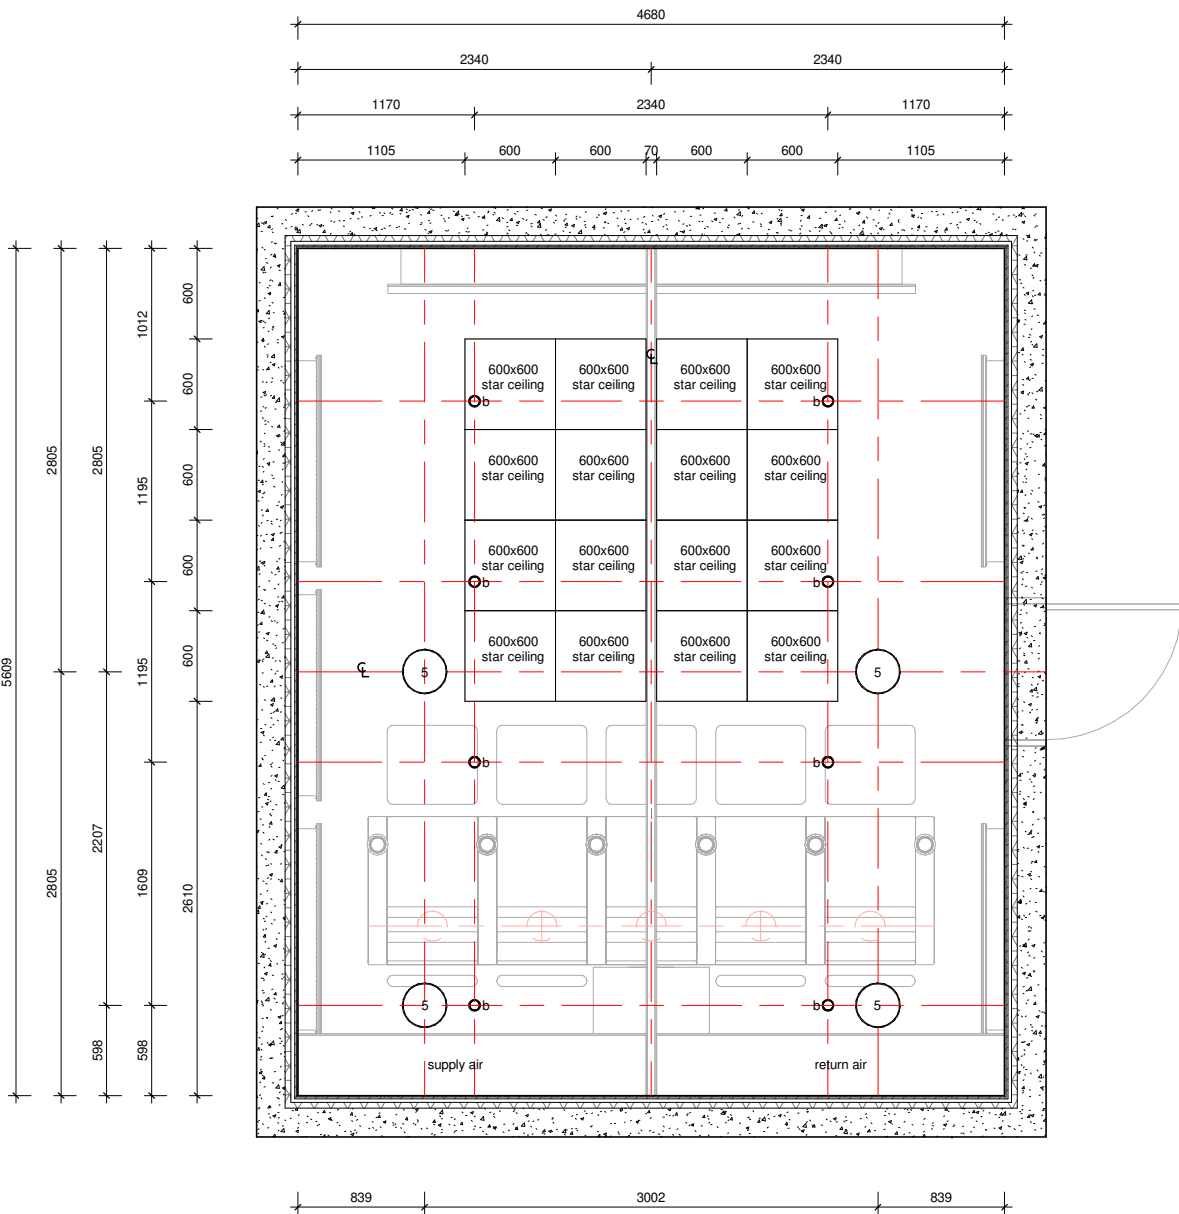 4680
2340 2340
1170 2340 1170
1105 600 600 70 600 600 1105
5609
2805
2805
2805
2207
598
1012
1195
1195
1609
598
600
600
600
600
600
2610
℄
600x600 600x600 600x600 600x600
star ceiling star ceiling star ceiling star ceiling
b b
600x600 600x600 600x600 600x600
star ceiling star ceiling star ceiling star ceiling
600x600 600x600 600x600 600x600
star ceiling star ceiling star ceiling star ceiling
b b
600x600 600x600 600x600 600x600
star ceiling star ceiling star ceiling star ceiling
℄ 5 5
b b
5 b b 5
supply air return air
839 3002 839